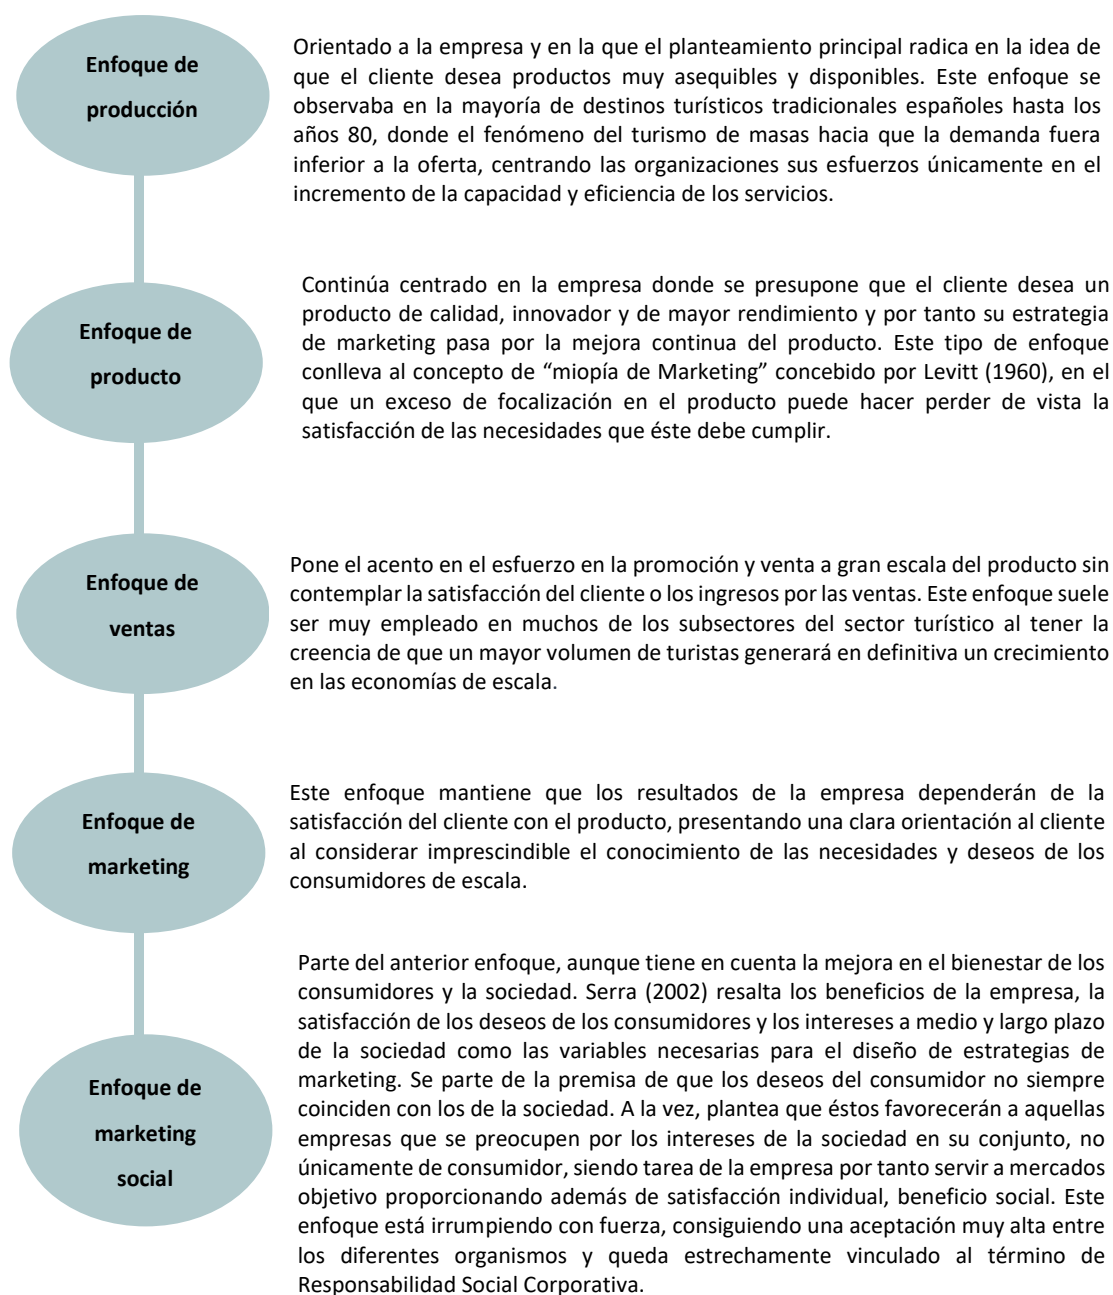 Enfoque de
producción
Orientado a la empresa y en la que el planteamiento principal radica en la idea de
que el cliente desea productos muy asequibles y disponibles. Este enfoque se
observaba en la mayoría de destinos turísticos tradicionales españoles hasta los
años 80, donde el fenómeno del turismo de masas hacia que la demanda fuera
inferior a la oferta, centrando las organizaciones sus esfuerzos únicamente en el
incremento de la capacidad y eficiencia de los servicios.
Enfoque de
producto
Continúa centrado en la empresa donde se presupone que el cliente desea un
producto de calidad, innovador y de mayor rendimiento y por tanto su estrategia
de marketing pasa por la mejora continua del producto. Este tipo de enfoque
conlleva al concepto de “miopía de Marketing” concebido por Levitt (1960), en el
que un exceso de focalización en el producto puede hacer perder de vista la
satisfacción de las necesidades que éste debe cumplir.
Enfoque de
ventas
Pone el acento en el esfuerzo en la promoción y venta a gran escala del producto sin
contemplar la satisfacción del cliente o los ingresos por las ventas. Este enfoque suele
ser muy empleado en muchos de los subsectores del sector turístico al tener la
creencia de que un mayor volumen de turistas generará en definitiva un crecimiento
en las economías de escala.
Enfoque de
marketing
Este enfoque mantiene que los resultados de la empresa dependerán de la
satisfacción del cliente con el producto, presentando una clara orientación al cliente
al considerar imprescindible el conocimiento de las necesidades y deseos de los
consumidores de escala.
Enfoque de
marketing
social
Parte del anterior enfoque, aunque tiene en cuenta la mejora en el bienestar de los
consumidores y la sociedad. Serra (2002) resalta los beneficios de la empresa, la
satisfacción de los deseos de los consumidores y los intereses a medio y largo plazo
de la sociedad como las variables necesarias para el diseño de estrategias de
marketing. Se parte de la premisa de que los deseos del consumidor no siempre
coinciden con los de la sociedad. A la vez, plantea que éstos favorecerán a aquellas
empresas que se preocupen por los intereses de la sociedad en su conjunto, no
únicamente de consumidor, siendo tarea de la empresa por tanto servir a mercados
objetivo proporcionando además de satisfacción individual, beneficio social. Este
enfoque está irrumpiendo con fuerza, consiguiendo una aceptación muy alta entre
los diferentes organismos y queda estrechamente vinculado al término de
Responsabilidad Social Corporativa.